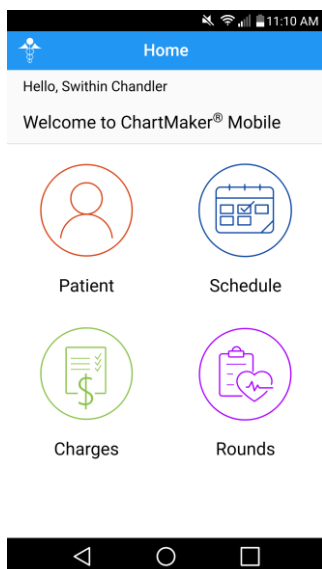 11:10 AM
Home
Hello, Swithin Chandler
Welcome to ChartMaker® Mobile
Patient
Schedule
Charges
Rounds